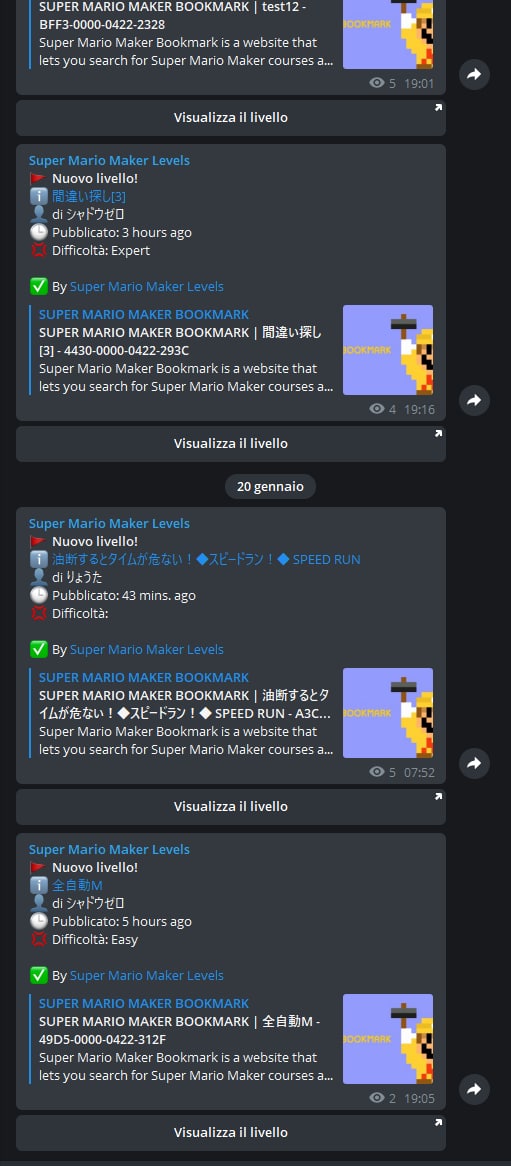 SUPER MARIO MAKER BOOKMARK | test12 -
BFF3-0000-0422-2328
Super Mario Maker Bookmark is a website that
lets you search for Super Mario Maker courses a...
BOOKMARK
5 19:01
Visualizza il livello
Super Mario Maker Levels
Nuovo livello!
間違い探し[3]
di シャドウゼロ
Pubblicato: 3 hours ago
Difficoltà: Expert
By Super Mario Maker Levels
SUPER MARIO MAKER BOOKMARK
SUPER MARIO MAKER BOOKMARK | 間違い探し
[3] - 4430-0000-0422-293C
Super Mario Maker Bookmark is a website that
lets you search for Super Mario Maker courses a...
BOOKMARK
4 19:16
Visualizza il livello
20 gennaio
Super Mario Maker Levels
Nuovo livello!
油断するとタイムが危ない！◆スピードラン！◆ SPEED RUN
di りょうた
Pubblicato: 43 mins. ago
Difficoltà:
By Super Mario Maker Levels
SUPER MARIO MAKER BOOKMARK
SUPER MARIO MAKER BOOKMARK | 油断するとタ
イムが危ない！◆スピードラン！◆ SPEED RUN - A3C...
Super Mario Maker Bookmark is a website that
lets you search for Super Mario Maker courses a...
BOOKMARK
5 07:52
Visualizza il livello
Super Mario Maker Levels
Nuovo livello!
全自動M
di シャドウゼロ
Pubblicato: 5 hours ago
Difficoltà: Easy
By Super Mario Maker Levels
SUPER MARIO MAKER BOOKMARK
SUPER MARIO MAKER BOOKMARK | 全自動M -
49D5-0000-0422-312F
Super Mario Maker Bookmark is a website that
lets you search for Super Mario Maker courses a...
BOOKMARK
2 19:05
Visualizza il livello